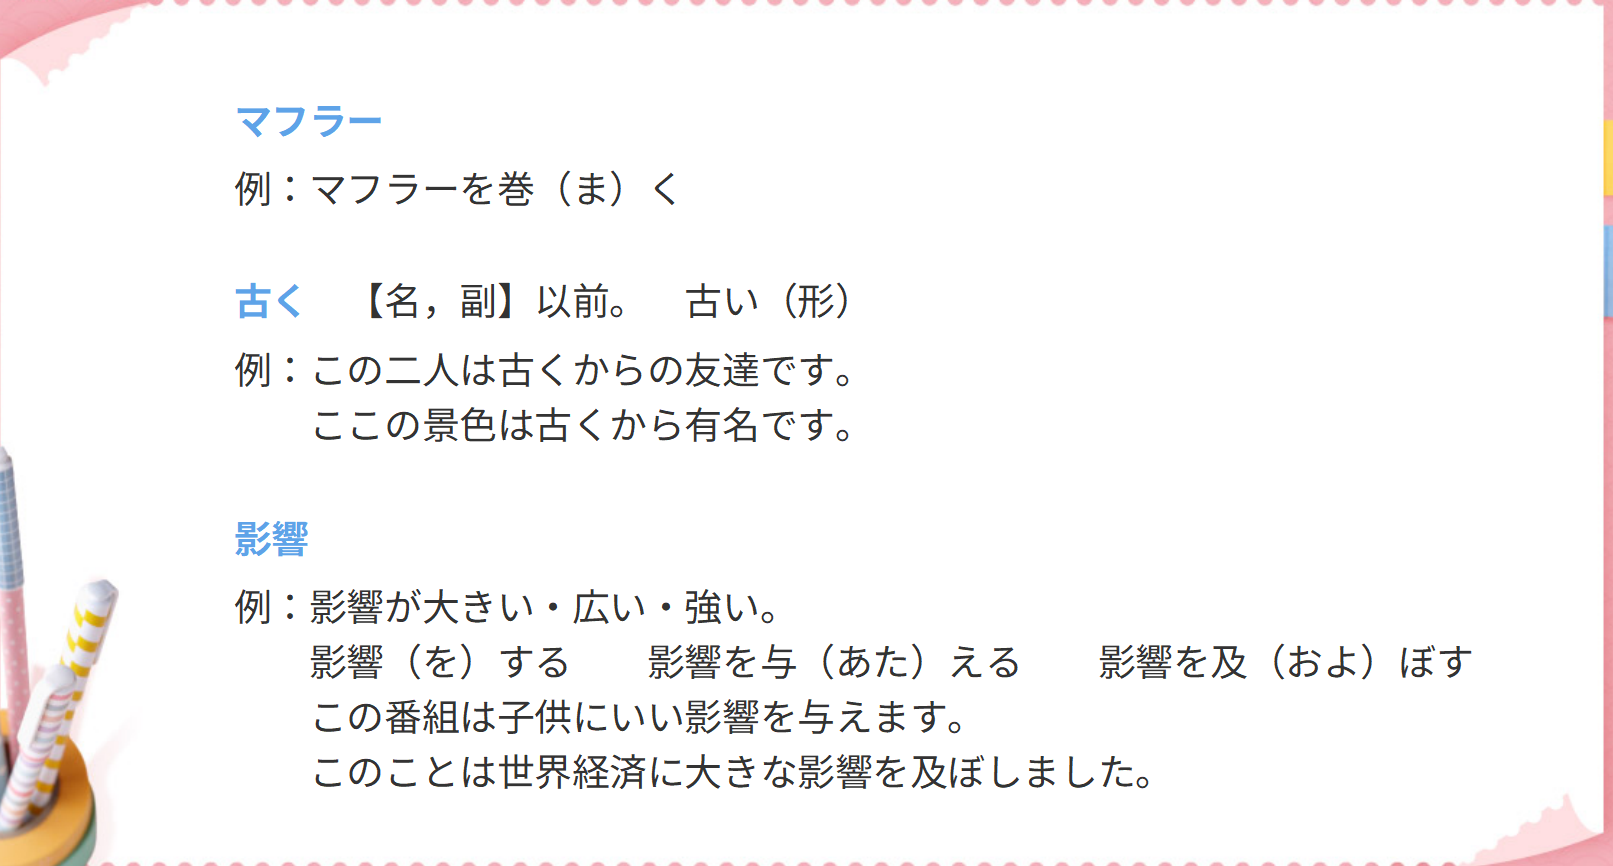 マフラー
例：マフラーを巻（ま）く
古く　【名，副】以前。　古い（形）
例：この二人は古くからの友達です。
ここの景色は古くから有名です。
影響
例：影響が大きい・広い・強い。
影響（を）する　　影響を与（あた）える　　影響を及（およ）ぼす
この番組は子供にいい影響を与えます。
このことは世界経済に大きな影響を及ぼしました。